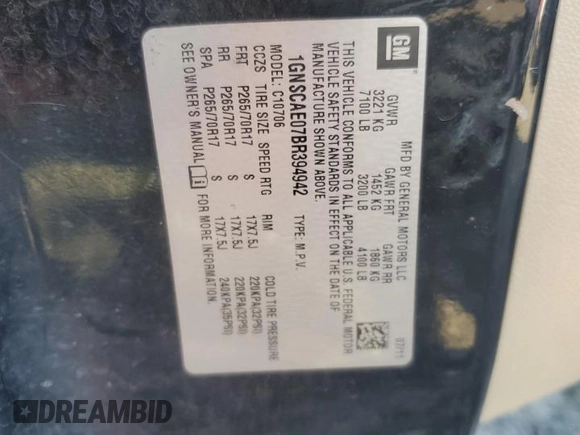 GM
MFD BY GENERAL MOTORS LLC
07/11
GVWR GAWR FRT GAWR RR
3221 KG 1452 KG 1860 KG
7100 LB 3200 LB 4100 LB
THIS VEHICLE CONFORMS TO ALL APPLICABLE U.S. FEDERAL MOTOR
VEHICLE SAFETY STANDARDS IN EFFECT ON THE DATE OF
MANUFACTURE SHOWN ABOVE.
1GNSCAE07BR394942 TYPE: M.P.V.
MODEL: C10706
CCZS TIRE SIZE SPEED RTG RIM COLD TIRE PRESSURE
FRT P265/70R17 S 17X7.5J 220KPA(32PSI)
RR P265/70R17 S 17X7.5J 220KPA(32PSI)
SPA P265/70R17 S 17X7.5J 240KPA(35PSI)
SEE OWNER'S MANUAL i FOR MORE INFORMATION.
DREAMBID